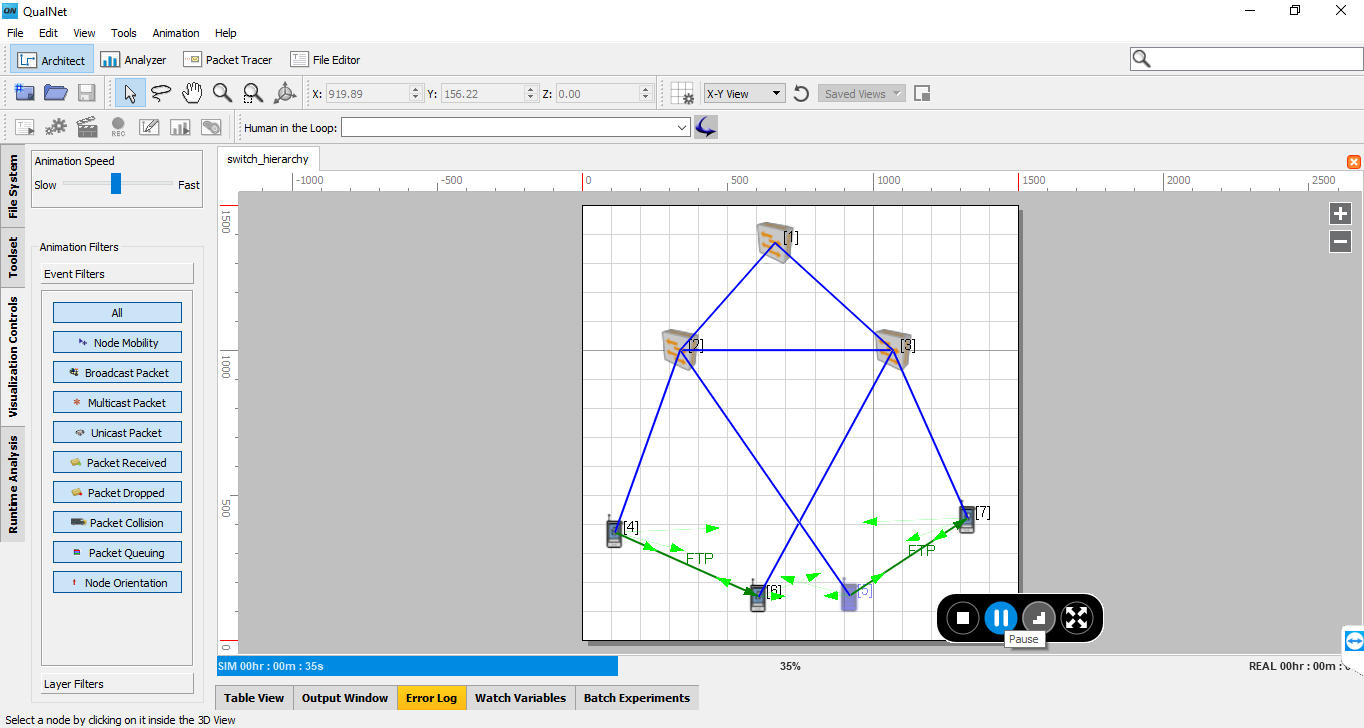 QualNet
File Edit View Tools Animation Help
Architect Analyzer Packet Tracer File Editor
X: 919.89 Y: 156.22 Z: 0.00 X-Y View Saved Views
REC Human in the Loop:
File System
Toolset
Visualization Controls
Runtime Analysis
Animation Speed
Slow Fast
Animation Filters
Event Filters
All
Node Mobility
Broadcast Packet
Multicast Packet
Unicast Packet
Packet Received
Packet Dropped
Packet Collision
Packet Queuing
Node Orientation
Layer Filters
switch_hierarchy
-1000 -500 0 500 1000 1500 2000 2500
1500
1000
500
0
[1]
[2] [3]
[4] [7]
FTP FTP
[6] [5]
Pause
SIM 00hr : 00m : 35s 35% REAL 00hr : 00m :
Table View Output Window Error Log Watch Variables Batch Experiments
Select a node by clicking on it inside the 3D View